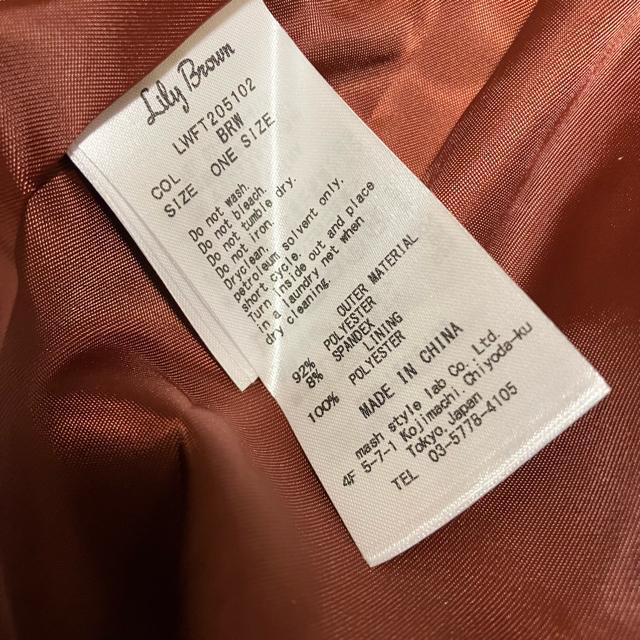 Lily Brown
LWFT205102
COL BRW
SIZE ONE SIZE
Do not wash.
Do not bleach.
Do not tumble dry.
Do not iron.
Dryclean,
petroleum solvent only.
short cycle.
Turn inside out and place
in a laundry net when
dry cleaning.
OUTER MATERIAL
92% POLYESTER
8% SPANDEX
LINING
100% POLYESTER
MADE IN CHINA
mash style lab Co., Ltd.
4F 5-7-1 Kojimachi Chiyoda-ku
Tokyo, Japan
TEL 03-5778-4105